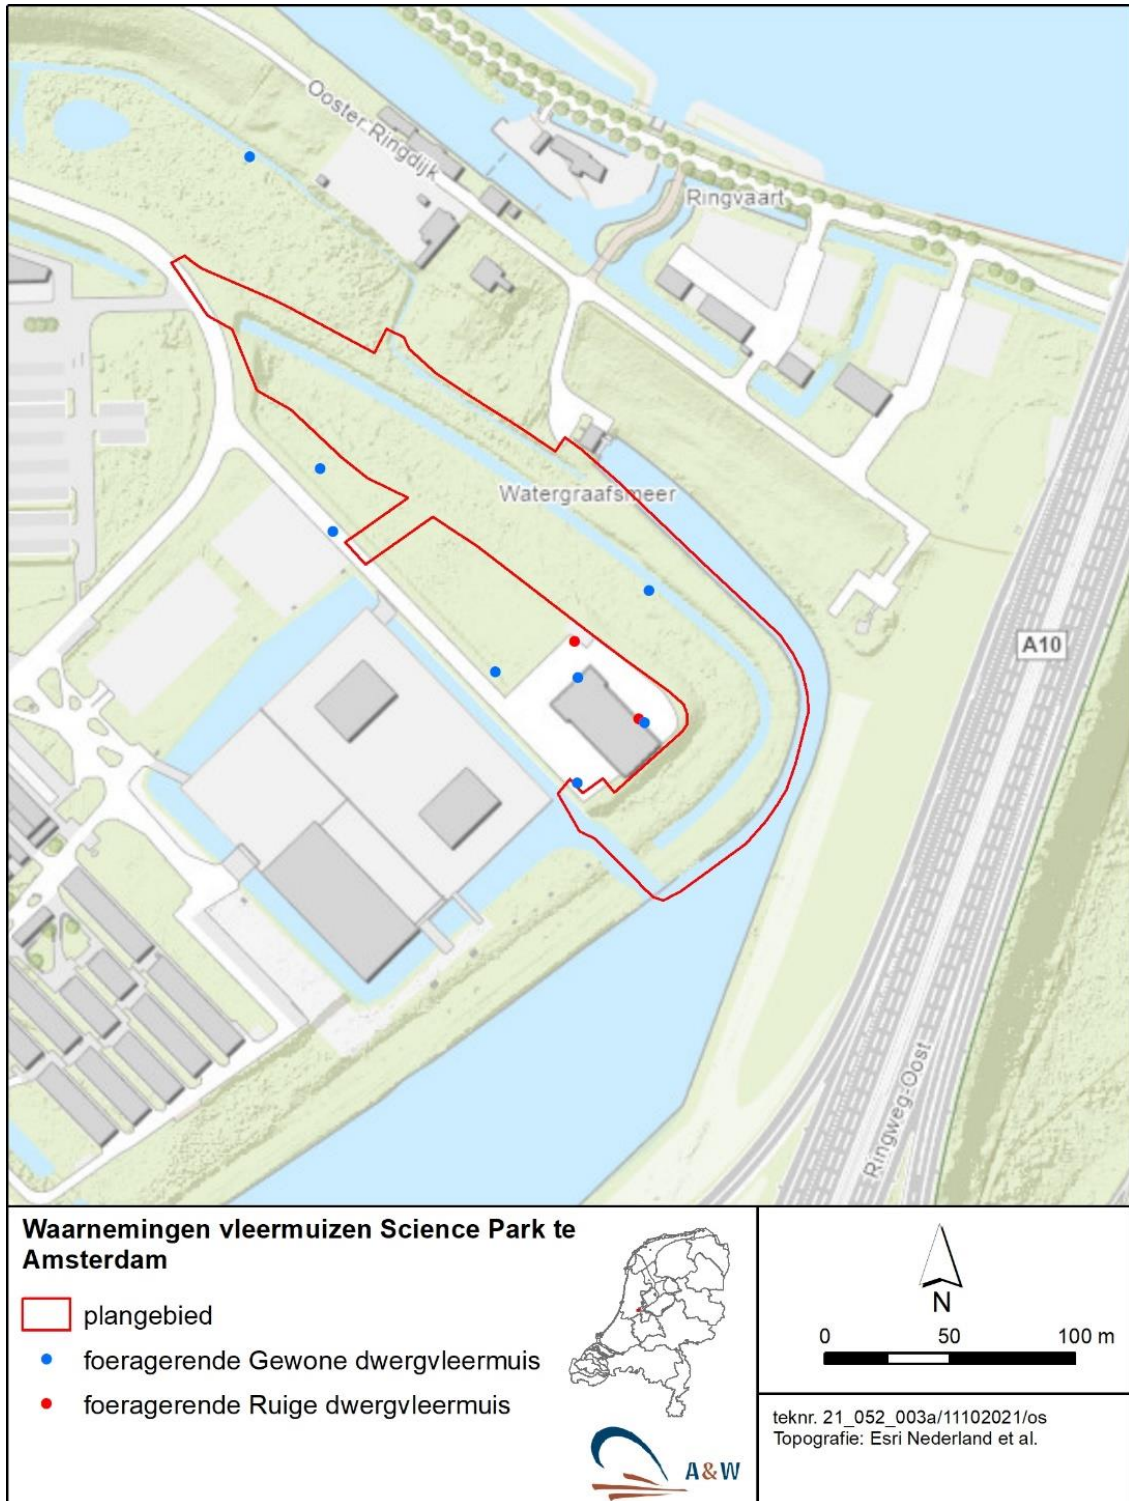 Ooster Ringdijk
Ringvaart
Watergraafsmeer
A10
Ringweg-Oost
Waarnemingen vleermuizen Science Park te
Amsterdam
plangebied
foeragerende Gewone dwergvleermuis
foeragerende Ruige dwergvleermuis
A&W
N
0 50 100 m
teknr. 21_052_003a/11102021/os
Topografie: Esri Nederland et al.